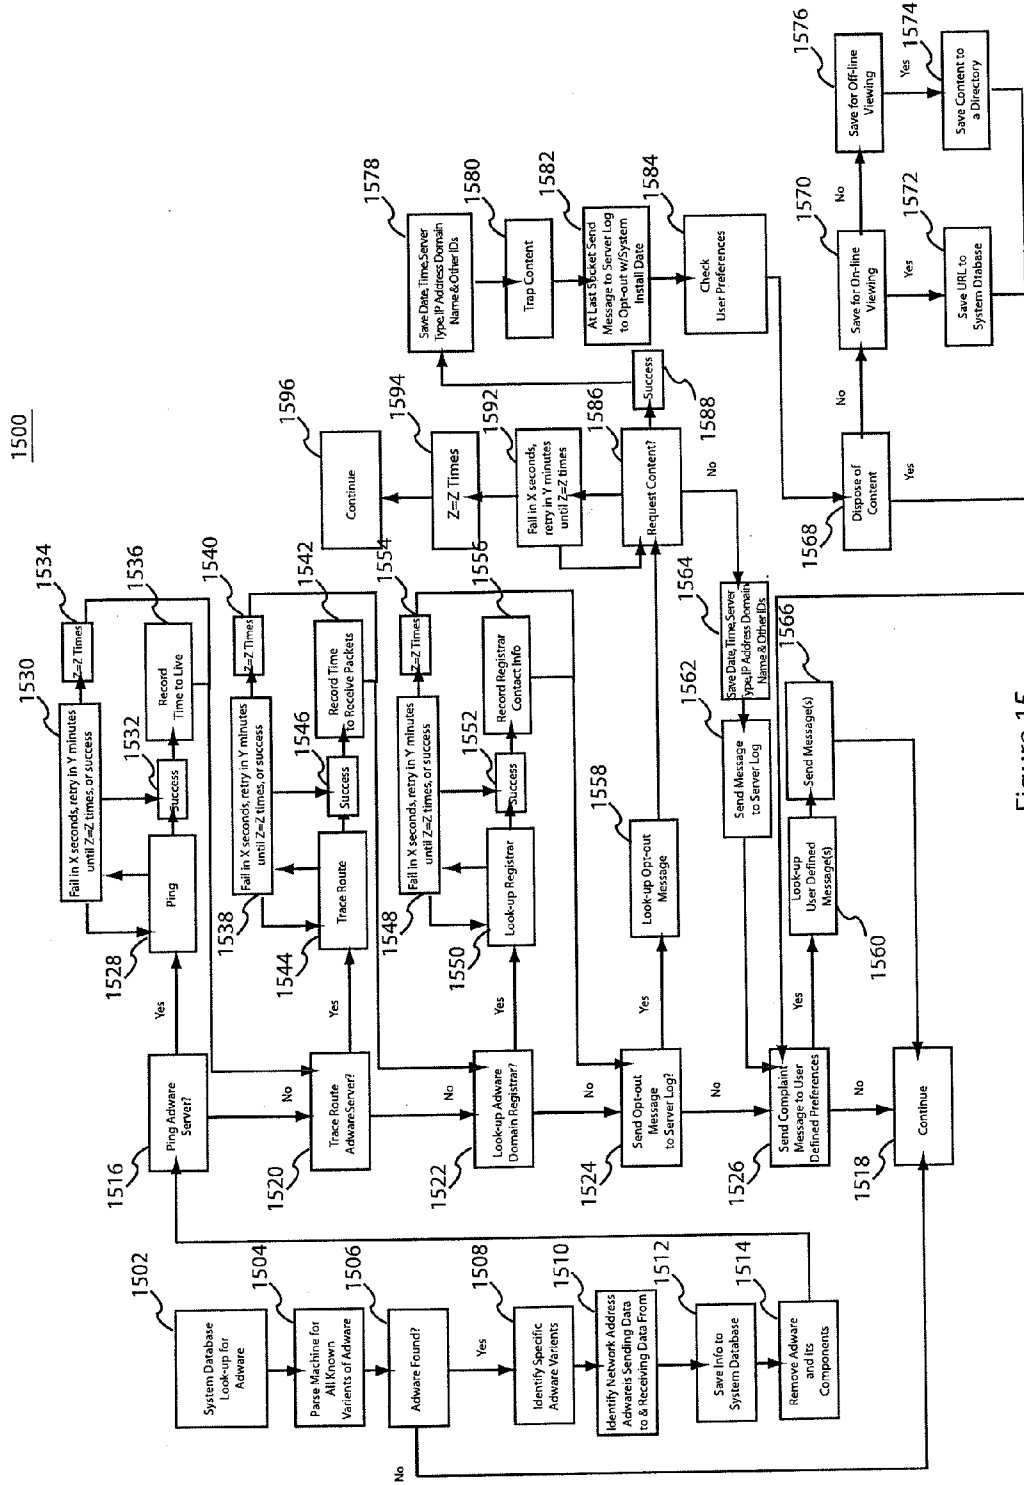 1500
1502
System Database
Look-up for
Adware
1504
Parse Machine for
All Known
Varients of Adware
1506
Adware Found?
No
Yes
1508
Identify Specific
Adware Varients
1510
Identify Network Address
Adware is Sending Data
to & Receiving Data From
1512
Save Info to
System Database
1514
Remove Adware
and its
Components
1516
Ping Adware
Server?
Yes
No
1520
Trace Route
AdwareServer?
Yes
No
1522
Look-up Adware
Domain Registrar?
Yes
No
1524
Send Opt-out
Message
to Server Log?
Yes
No
1526
Send Complaint
Message to User
Defined Preferences
Yes
No
1518
Continue
1528
Ping
1530
Fail in X seconds, retry in Y minutes
until Z=Z times, or success
1532
Success
1534
Z=Z Times
1536
Record
Time to Live
1538
Fail in X seconds, retry in Y minutes
until Z=Z times, or success
1540
Z=Z Times
1542
Record Time
to Receive Packets
1544
Trace Route
1546
Success
1548
Fail in X seconds, retry in Y minutes
until Z=Z times, or success
1550
Look-up Registrar
1552
Success
1554
Z=Z Times
1556
Record Registrar
Contact Info
1558
Look-up Opt-out
Message
1560
Look-up
User Defined
Message(s)
1562
Send Message
to Server Log
1564
Save Date,Time,Server
Type,IP Address Domain
Name & Other IDs
1566
Send Message(s)
1568
Dispose of
Content
No
Yes
1570
Save for On-line
Viewing
No
Yes
1572
Save URL to
System Dtabase
1574
Save Content to
a Directory
1576
Save for Off-line
Viewing
Yes
1578
Save Date,Time,Server
Type,IP Address Domain
Name & Other IDs
1580
Trap Content
1582
At Last Socket Send
Message to Server Log
to Opt-out w/System
Install Date
1584
Check
User Preferences
1586
Request Content?
No
1588
Success
1592
Fail in X seconds,
retry in Y minutes
until Z=Z times
1594
Z=Z Times
1596
Continue
Figure 15